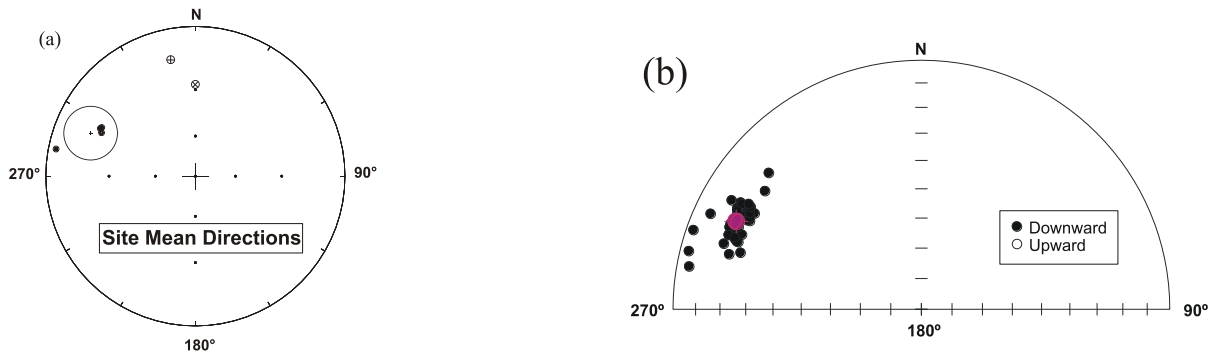 (a)
N
270°
90°
Site Mean Directions
180°
(b)
N
Downward
Upward
270°
90°
180°